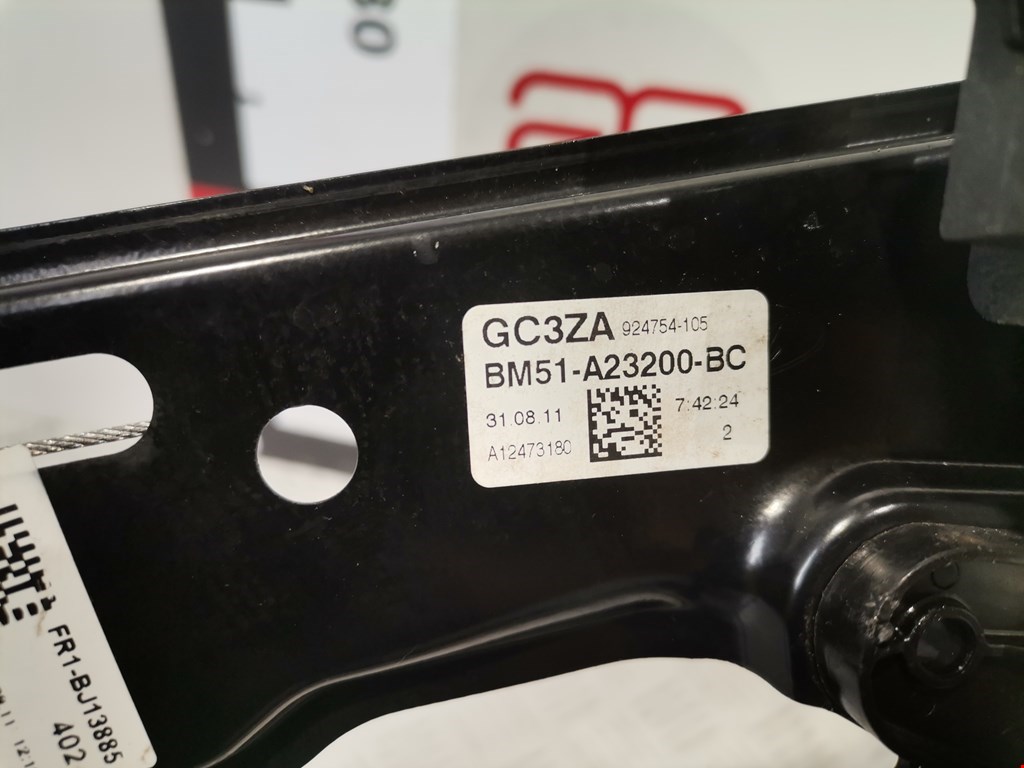 GC3ZA 924754-105
BM51-A23200-BC
31.08.11 7:42:24
A12473180 2
FR1-BJ13885
402